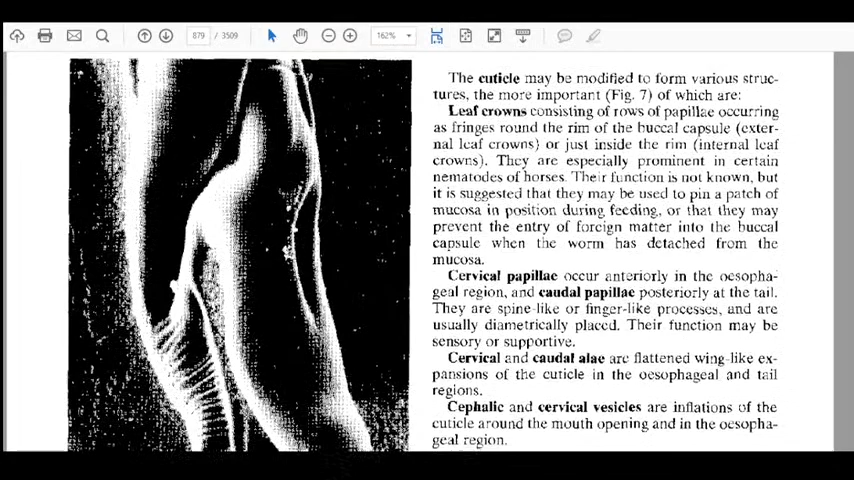 879 / 3509
162%
The cuticle may be modified to form various struc-
tures, the more important (Fig. 7) of which are:
Leaf crowns consisting of rows of papillae occurring
as fringes round the rim of the buccal capsule (exter-
nal leaf crowns) or just inside the rim (internal leaf
crowns). They are especially prominent in certain
nematodes of horses. Their function is not known, but
it is suggested that they may be used to pin a patch of
mucosa in position during feeding, or that they may
prevent the entry of foreign matter into the buccal
capsule when the worm has detached from the
mucosa.
Cervical papillae occur anteriorly in the oesopha-
geal region, and caudal papillae posteriorly at the tail.
They are spine-like or finger-like processes, and are
usually diametrically placed. Their function may be
sensory or supportive.
Cervical and caudal alae are flattened wing-like ex-
pansions of the cuticle in the oesophageal and tail
regions.
Cephalic and cervical vesicles are inflations of the
cuticle around the mouth opening and in the oesopha-
geal region.